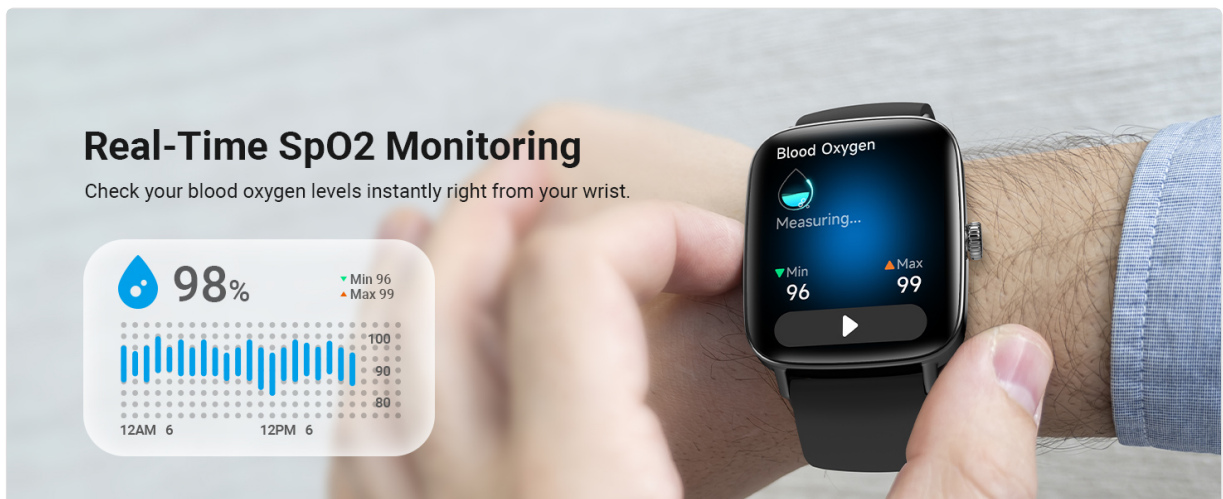 Real-Time SpO2 Monitoring
Check your blood oxygen levels instantly right from your wrist.
98%
Min 96
Max 99
100
90
80
12AM 6 12PM 6
Blood Oxygen
Measuring...
Min Max
96 99